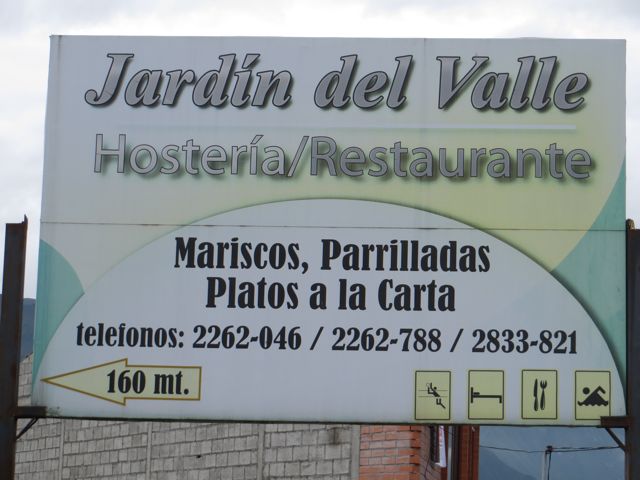 Jardín del Valle
Hostería/Restaurante
Mariscos, Parrilladas
Platos a la Carta
telefonos: 2262-046 / 2262-788 / 2833-821
160 mt.